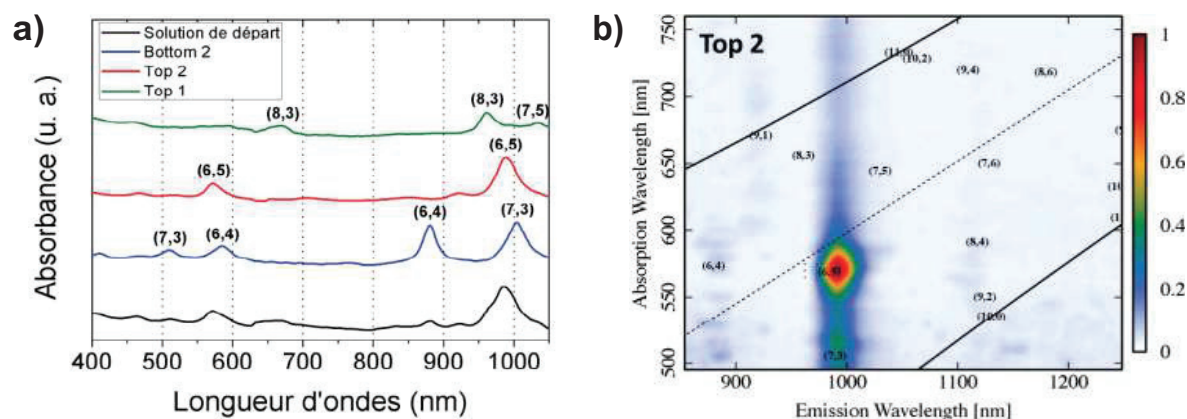 a)
Solution de départ
Bottom 2
Top 2
Top 1
(8,3)
(8,3)
(7,5)
(6,5)
(6,5)
(7,3)
(6,4)
(6,4)
(7,3)
Absorbance (u. a.)
400 500 600 700 800 900 1000
Longueur d'ondes (nm)
b)
Top 2
Absorption Wavelength [nm]
750
700
650
600
550
500
(10,2)
(9,4)
(8,6)
(9,1)
(8,3)
(7,5)
(7,6)
(6,4)
(8,4)
(9,2)
(7,3)
900 1000 1100 1200
Emission Wavelength [nm]
1
0.8
0.6
0.4
0.2
0